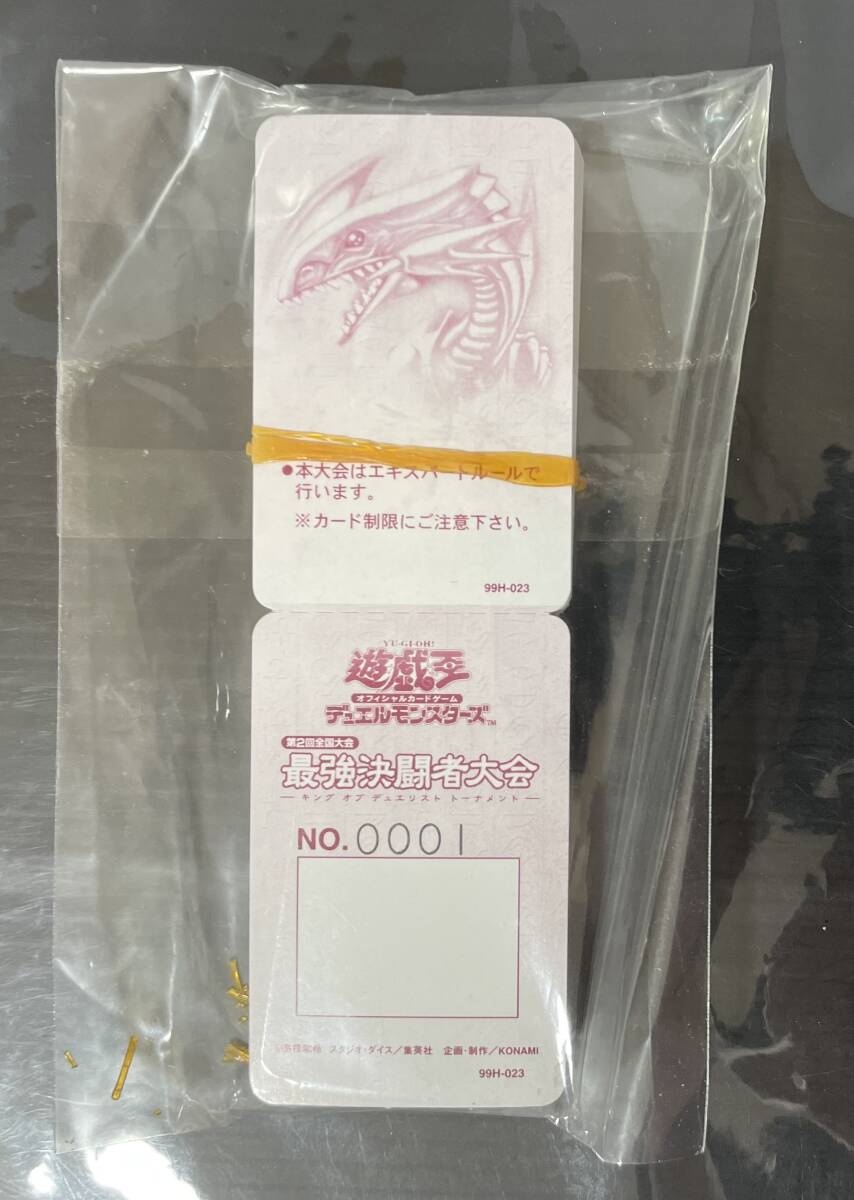 ●本大会はエキスパートルールで
行います。
※カード制限にご注意下さい。
99H-023
YU-GI-OH!
遊戯王
オフィシャルカードゲーム
デュエルモンスターズ™
第2回全国大会
最強決闘者大会
— キング オブ デュエリスト トーナメント —
NO. 0001
スタジオ・ダイス／集英社 企画・制作／KONAMI
99H-023